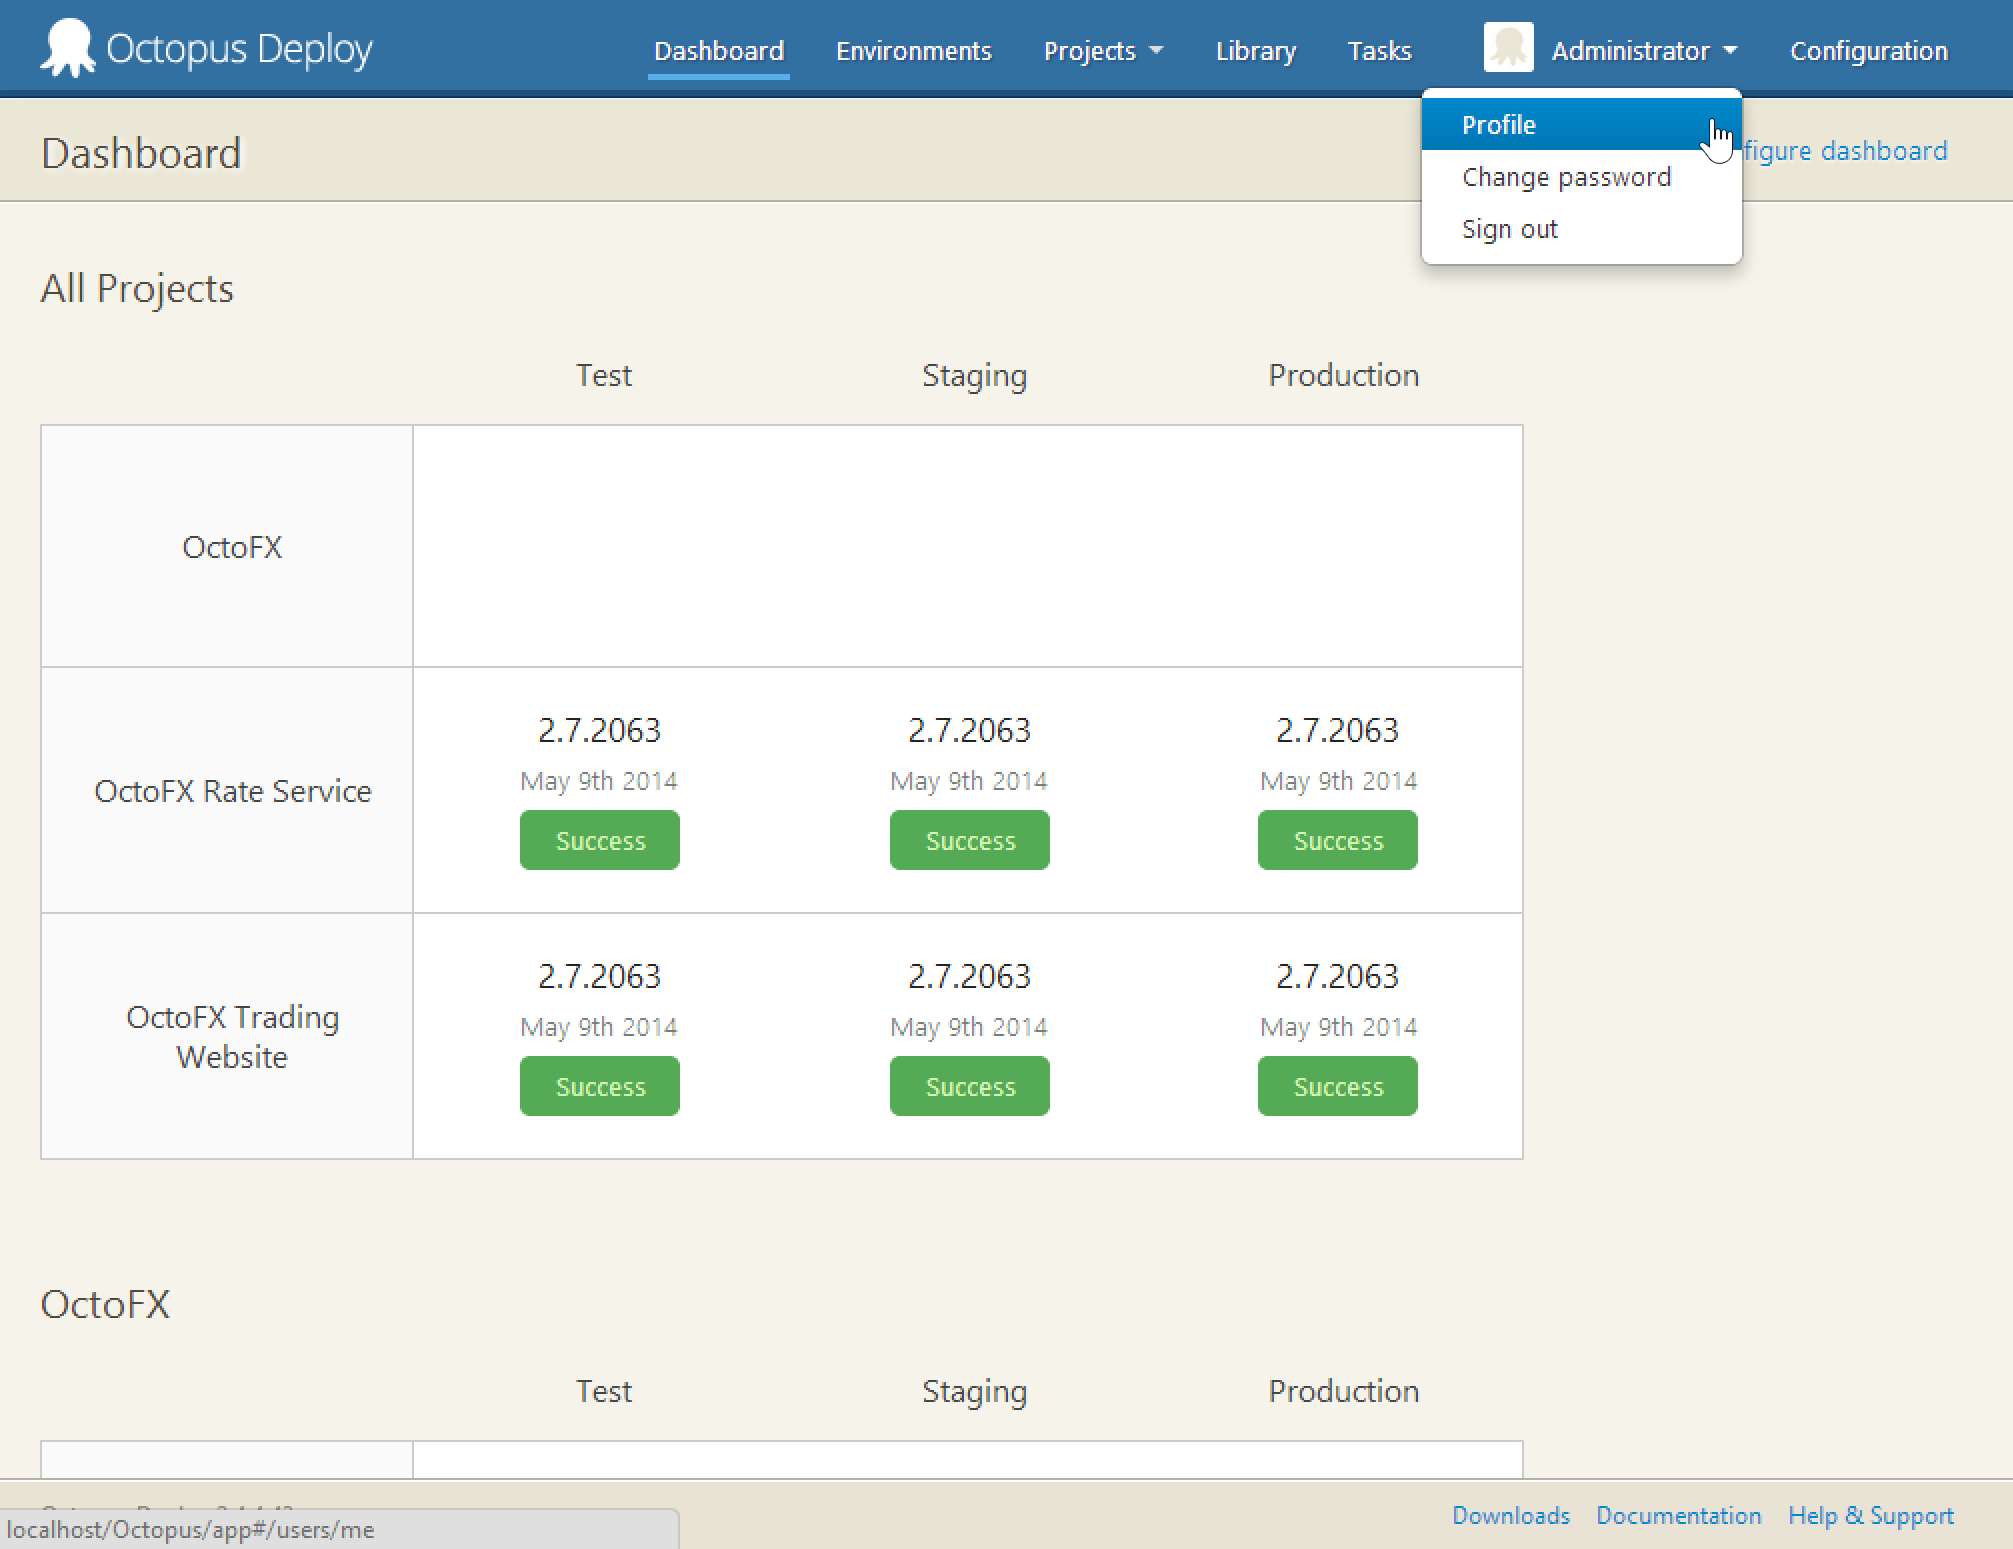 Octopus Deploy
Dashboard Environments Projects Library Tasks Administrator Configuration
Profile
Dashboard
figure dashboard
Change password
Sign out
All Projects
Test Staging Production
OctoFX
2.7.2063 2.7.2063 2.7.2063
May 9th 2014 May 9th 2014 May 9th 2014
OctoFX Rate Service
Success Success Success
2.7.2063 2.7.2063 2.7.2063
OctoFX Trading
Website
May 9th 2014 May 9th 2014 May 9th 2014
Success Success Success
OctoFX
Test Staging Production
Downloads Documentation Help & Support
localhost/Octopus/app#/users/me